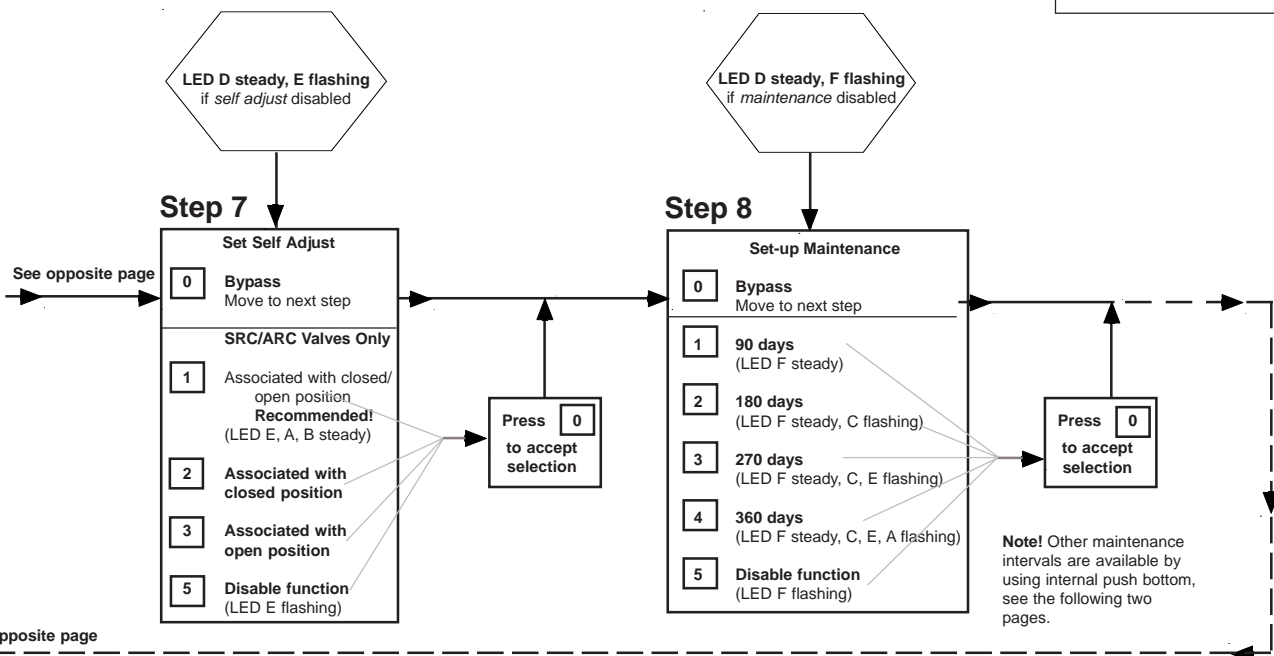 LED D steady, E flashing
if self adjust disabled
LED D steady, F flashing
if maintenance disabled
Step 7
Set Self Adjust
See opposite page
0 Bypass
Move to next step
SRC/ARC Valves Only
1 Associated with closed/
open position
Recommended!
(LED E, A, B steady)
2 Associated with
closed position
3 Associated with
open position
5 Disable function
(LED E flashing)
Press 0
to accept
selection
Step 8
Set-up Maintenance
0 Bypass
Move to next step
1 90 days
(LED F steady)
2 180 days
(LED F steady, C flashing)
3 270 days
(LED F steady, C, E flashing)
4 360 days
(LED F steady, C, E, A flashing)
5 Disable function
(LED F flashing)
Press 0
to accept
selection
Note! Other maintenance
intervals are available by
using internal push bottom,
see the following two
pages.
pposite page